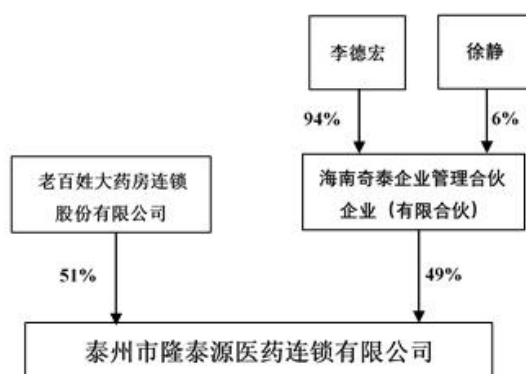 李德宏
徐静
94%
6%
老百姓大药房连锁
股份有限公司
海南奇泰企业管理合伙
企业（有限合伙）
51%
49%
泰州市隆泰源医药连锁有限公司